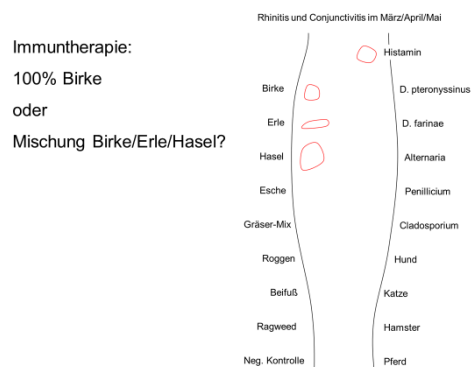 Rhinitis und Conjunctivitis im März/April/Mai
Immuntherapie:
100% Birke
oder
Mischung Birke/Erle/Hasel?
Histamin
Birke
D. pteronyssinus
Erle
D. farinae
Hasel
Alternaria
Esche
Penicillium
Gräser-Mix
Cladosporium
Roggen
Hund
Beifuß
Katze
Ragweed
Hamster
Neg. Kontrolle
Pferd